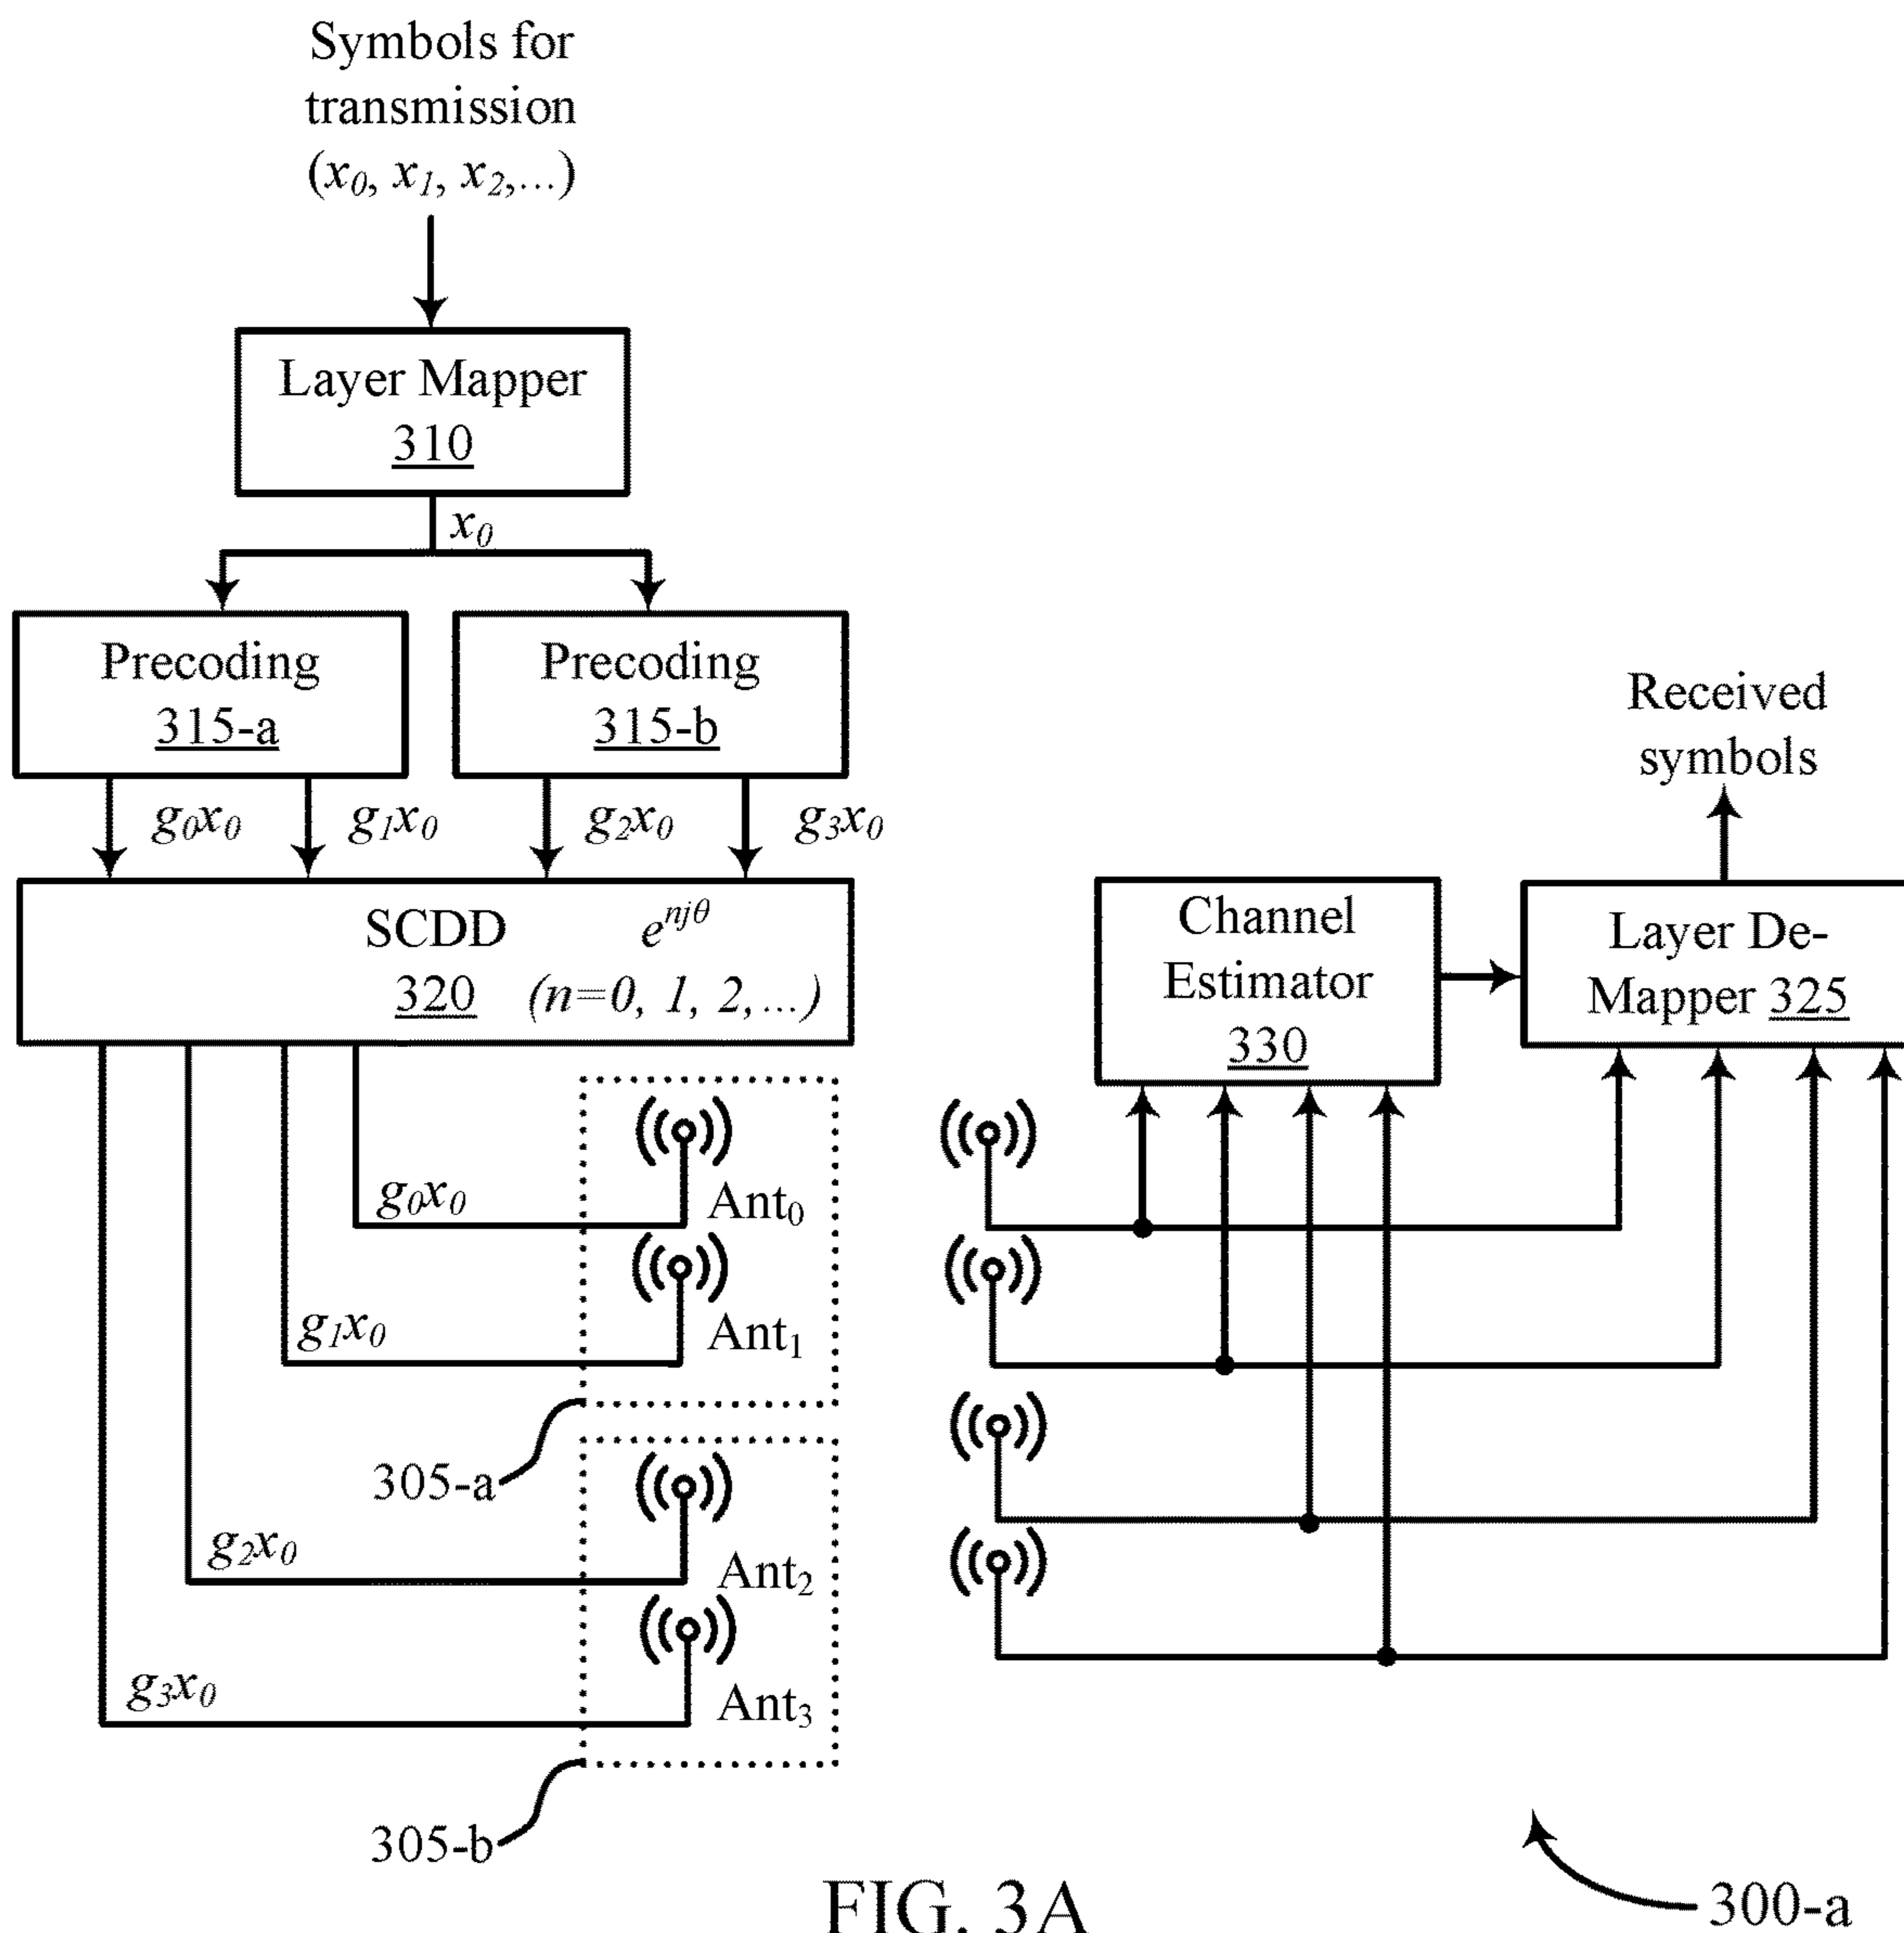 Symbols for
transmission
(x₀, x₁, x₂,...)
Layer Mapper
310
x₀
Precoding
315-a
Precoding
315-b
g₀x₀
g₁x₀
g₂x₀
g₃x₀
SCDD e^{njθ}
320 (n=0, 1, 2,...)
g₀x₀
Ant₀
g₁x₀
Ant₁
305-a
g₂x₀
Ant₂
g₃x₀
Ant₃
305-b
Received
symbols
Channel
Estimator
330
Layer De-
Mapper 325
FIG. 3A
300-a